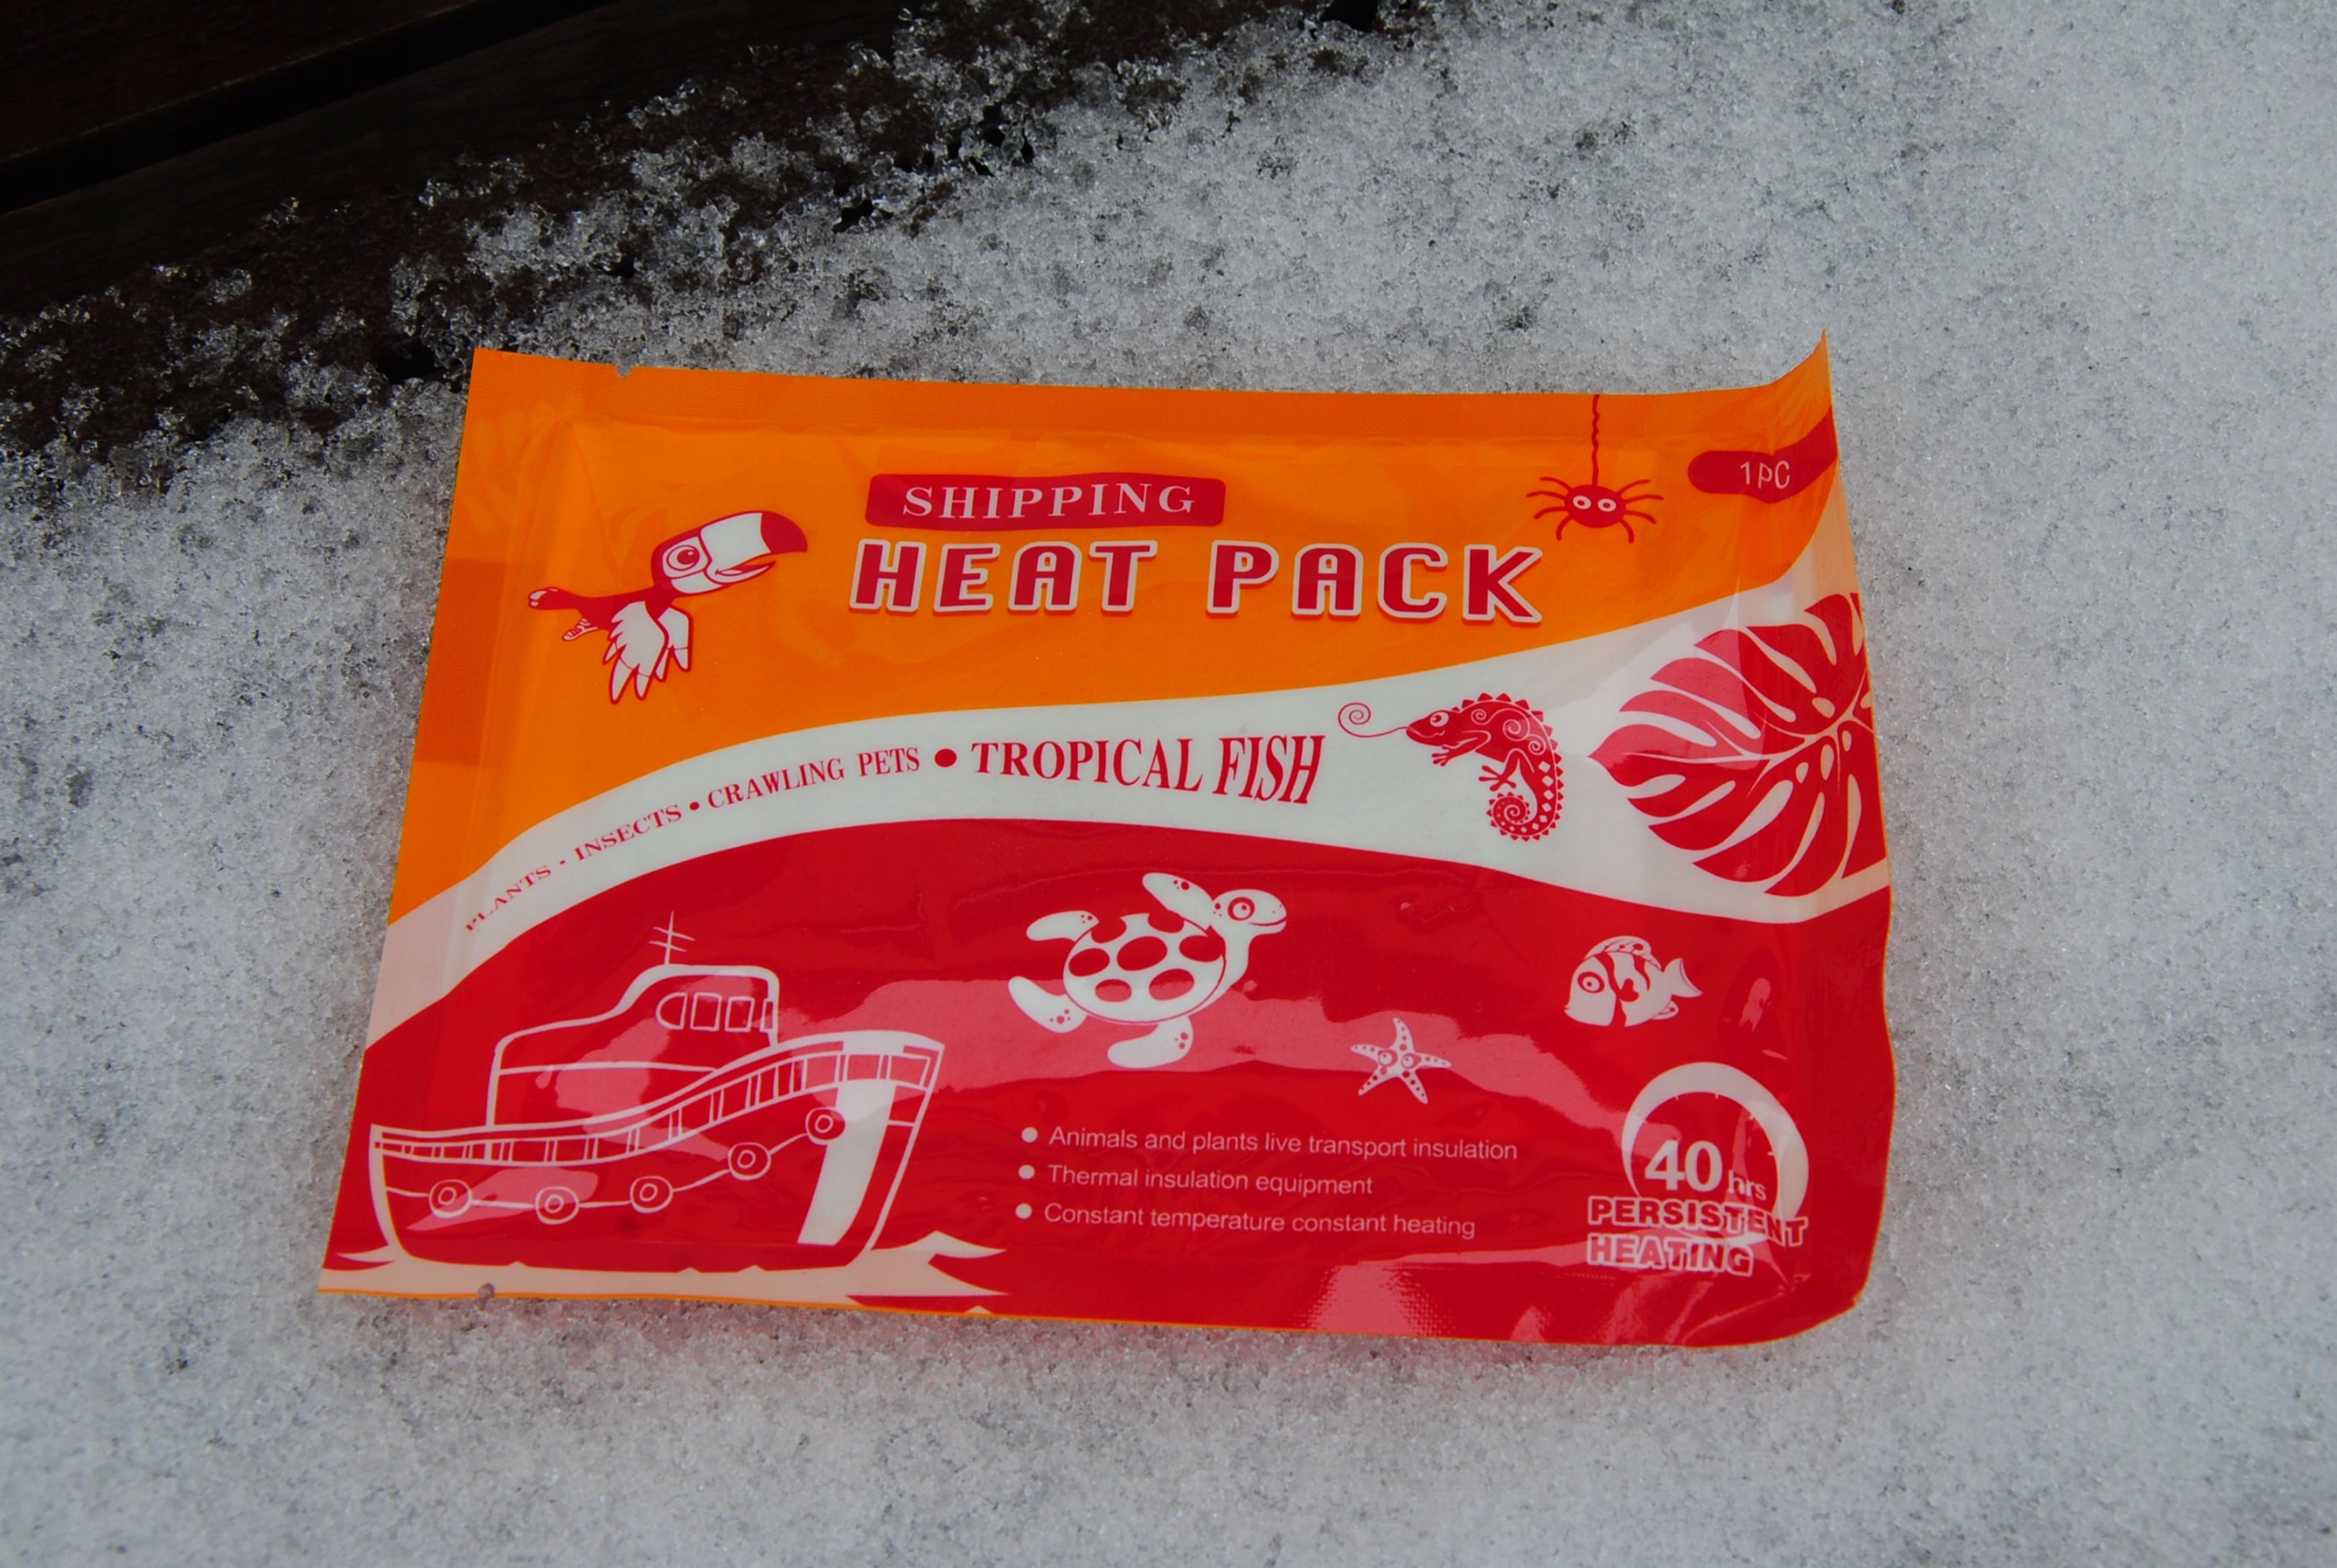 SHIPPING
1PC
HEAT PACK
PLANTS • INSECTS • CRAWLING PETS • TROPICAL FISH
• Animals and plants live transport insulation
• Thermal insulation equipment
• Constant temperature constant heating
40 hrs
PERSISTENT
HEATING